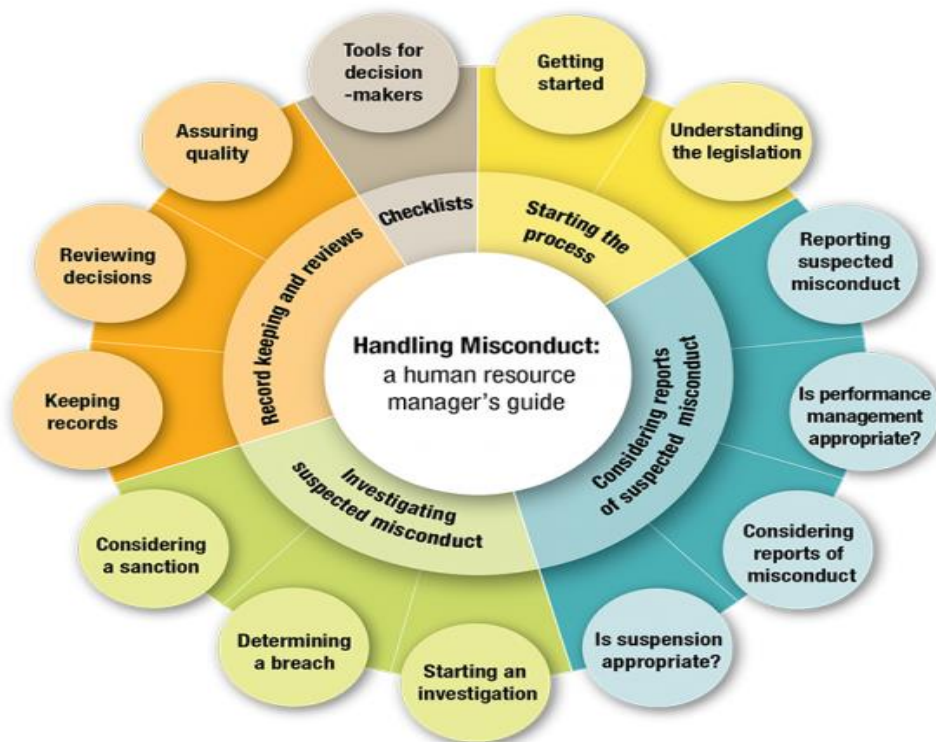 Handling Misconduct:
a human resource
manager's guide
Starting the
process
Getting
started
Understanding
the legislation
Considering reports
of suspected misconduct
Reporting
suspected
misconduct
Is performance
management
appropriate?
Considering
reports of
misconduct
Is suspension
appropriate?
Investigating
suspected misconduct
Starting an
investigation
Determining
a breach
Considering
a sanction
Record keeping and reviews
Keeping
records
Reviewing
decisions
Assuring
quality
Checklists
Tools for
decision
-makers